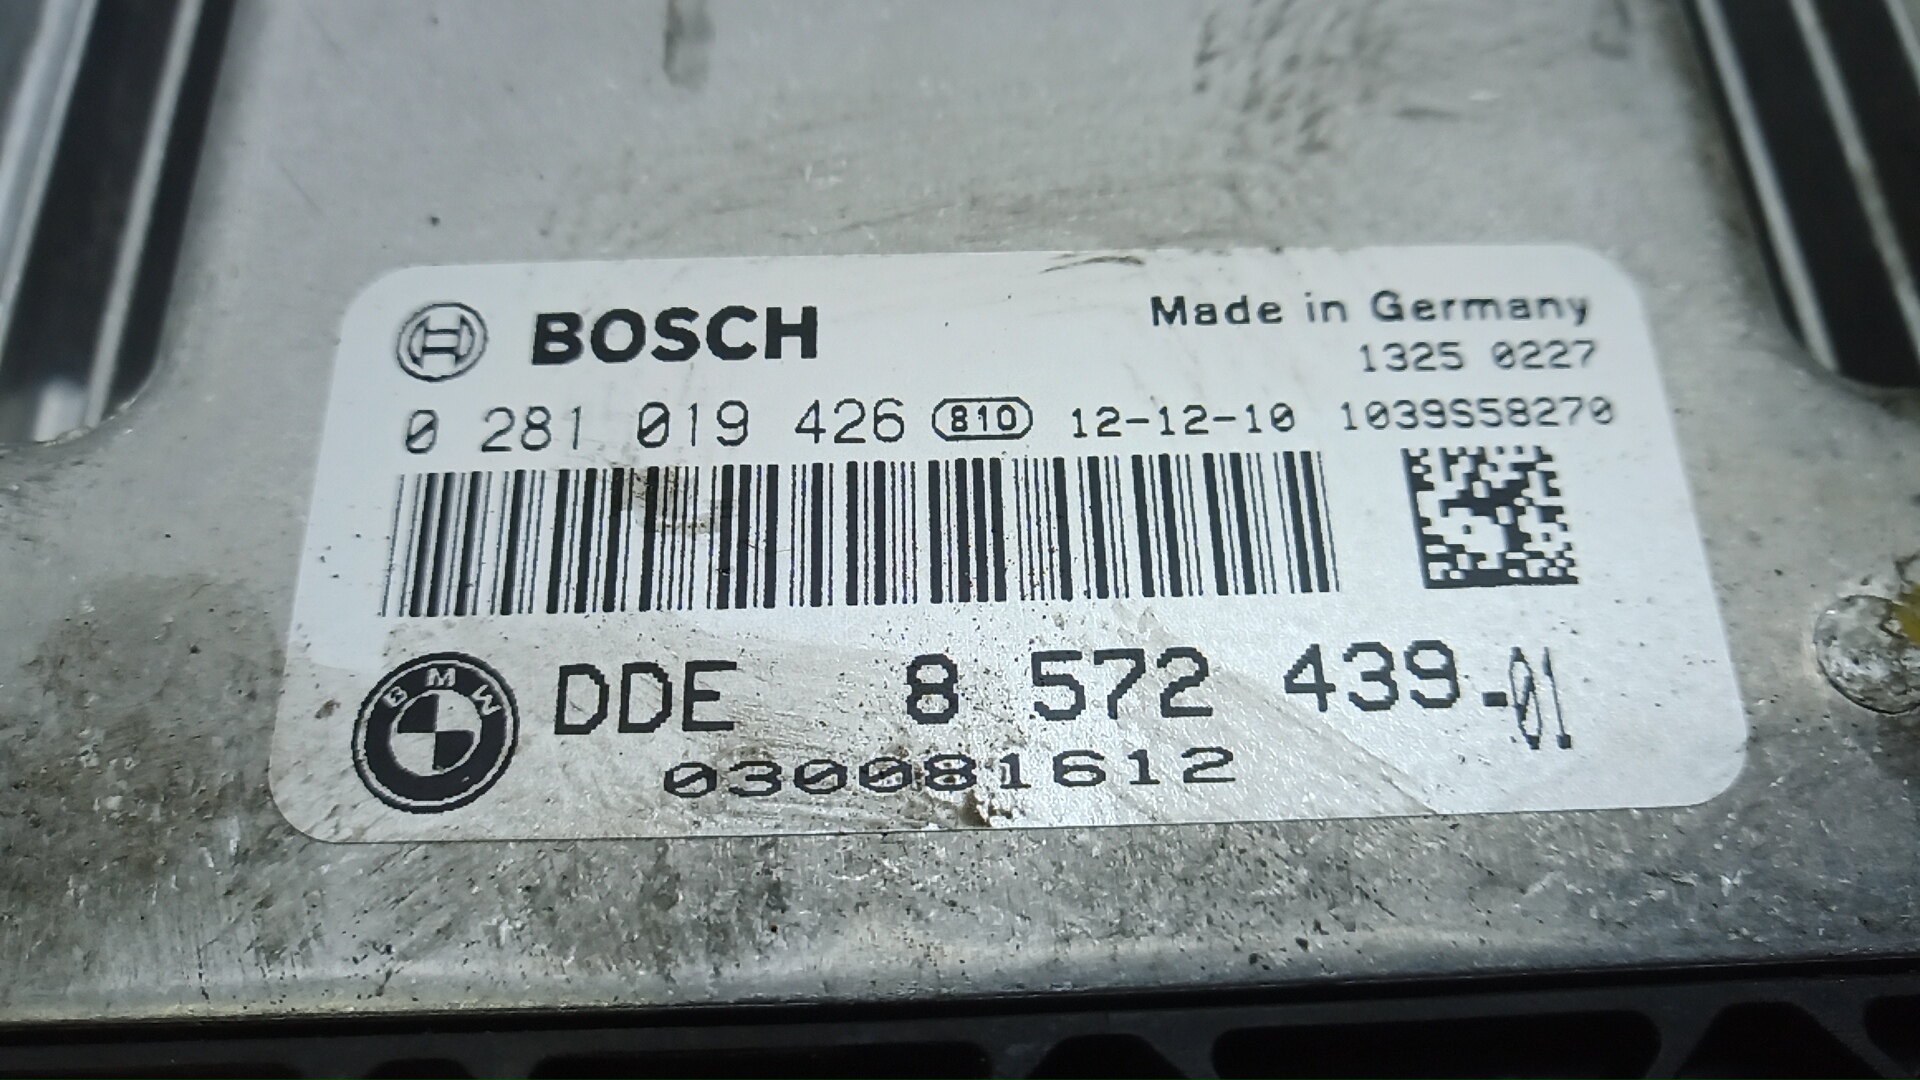 BOSCH
Made in Germany
1325 0227
0 281 019 426 810 12-12-10 1039S58270
BMW
DDE 8 572 439-01
030081612